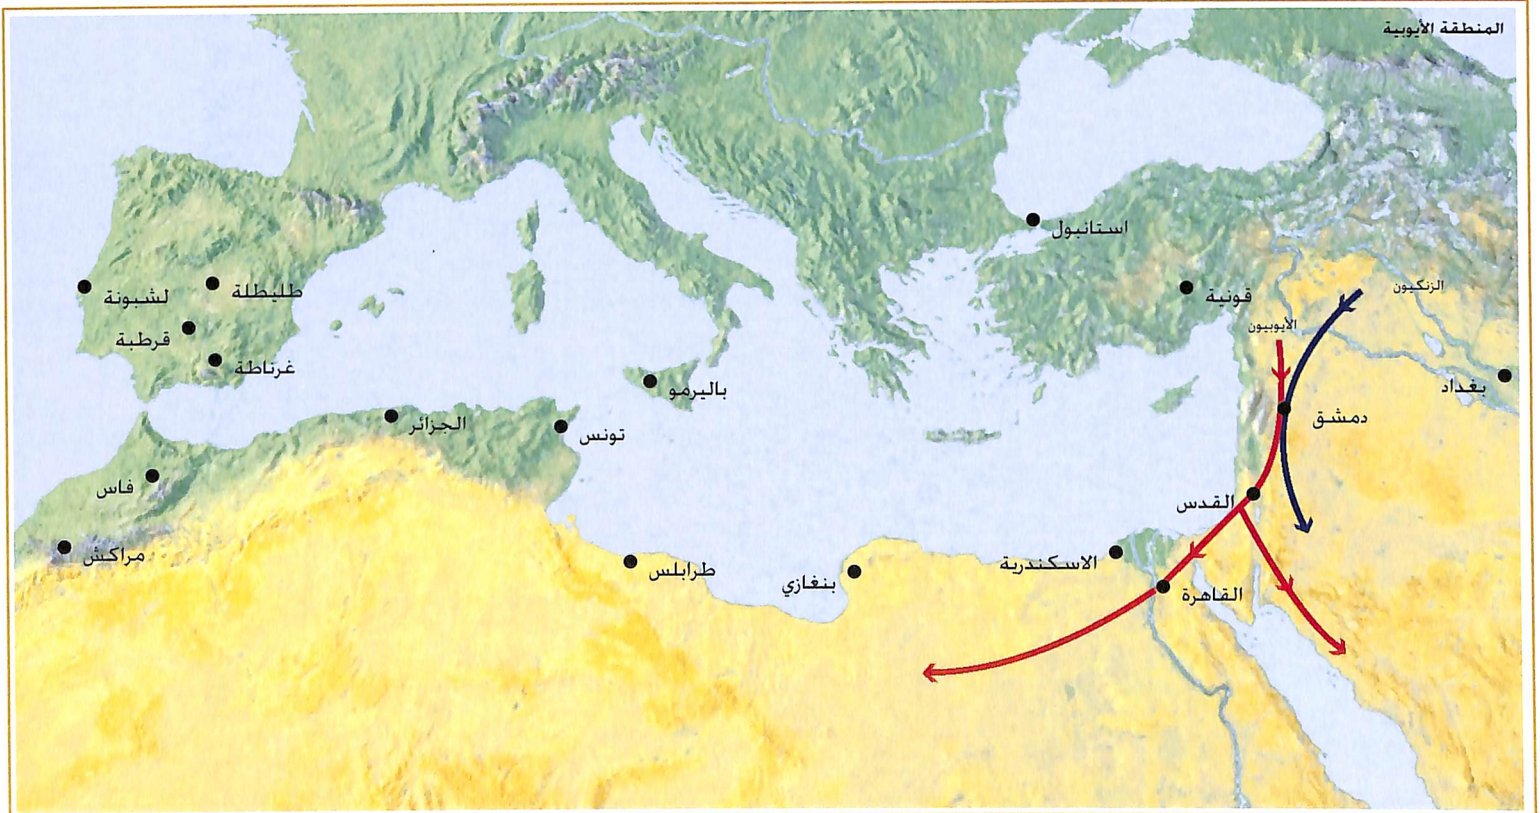 المنطقة الأيوبية
استانبول
قونية
الزنكيون
الأيوبيون
بغداد
دمشق
القدس
القاهرة
الاسكندرية
بنغازي
طرابلس
باليرمو
تونس
الجزائر
طليطلة
لشبونة
قرطبة
غرناطة
فاس
مراكش